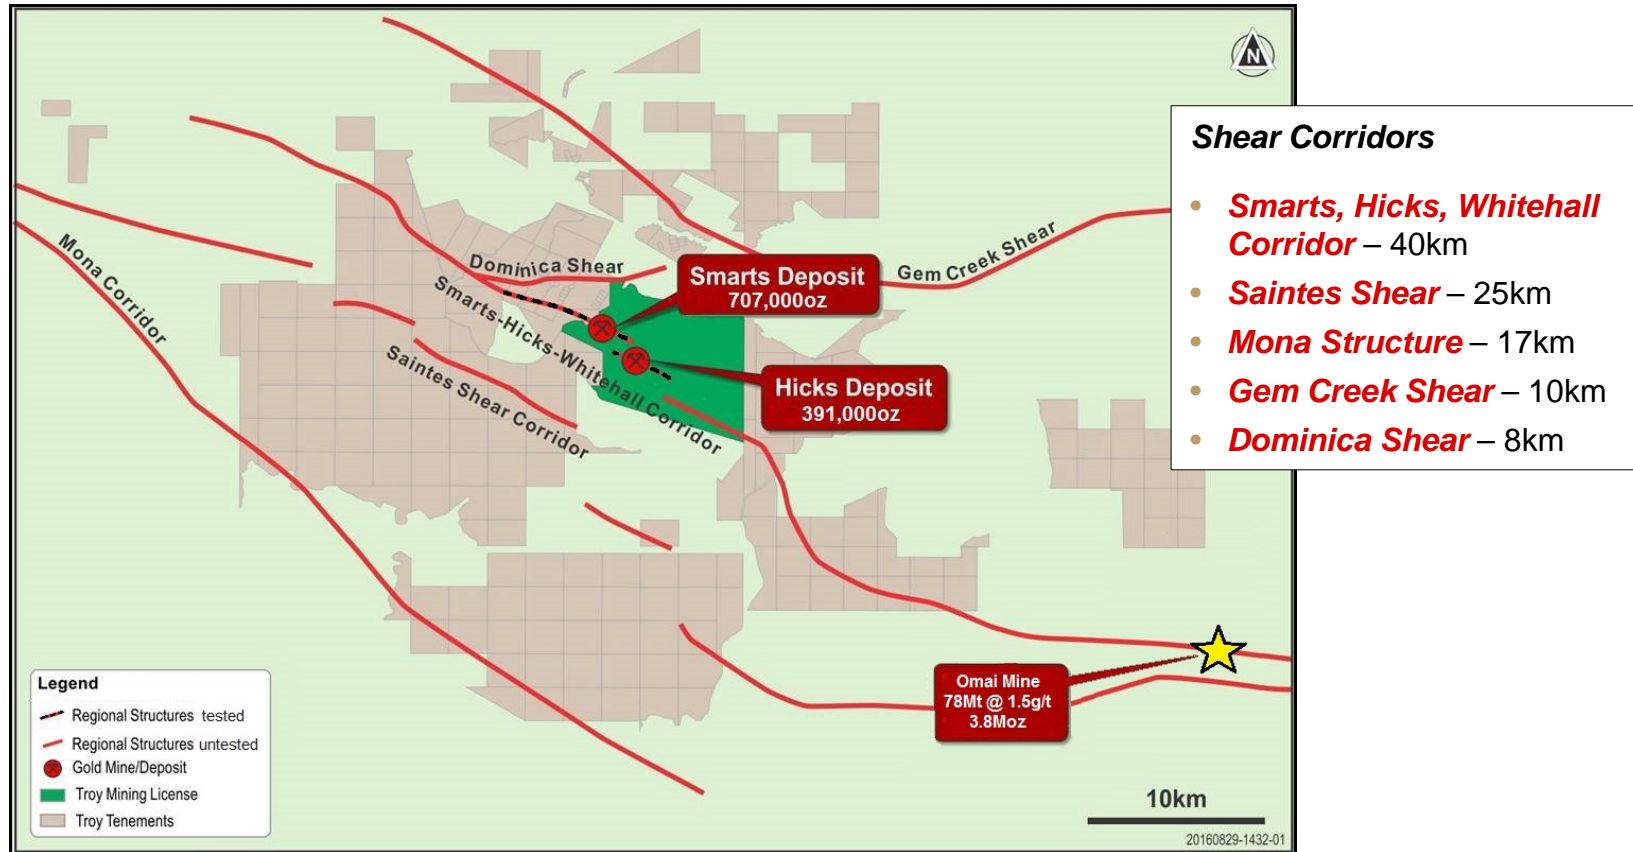 N
Shear Corridors
• Smarts, Hicks, Whitehall
Corridor – 40km
• Saintes Shear – 25km
• Mona Structure – 17km
• Gem Creek Shear – 10km
• Dominica Shear – 8km
Mona Corridor
Dominica Shear
Gem Creek Shear
Smarts Deposit
707,000oz
Smarts-Hicks-Whitehall Corridor
Saintes Shear Corridor
Hicks Deposit
391,000oz
Omai Mine
78Mt @ 1.5g/t
3.8Moz
Legend
Regional Structures tested
Regional Structures untested
Gold Mine/Deposit
Troy Mining License
Troy Tenements
10km
20160829-1432-01